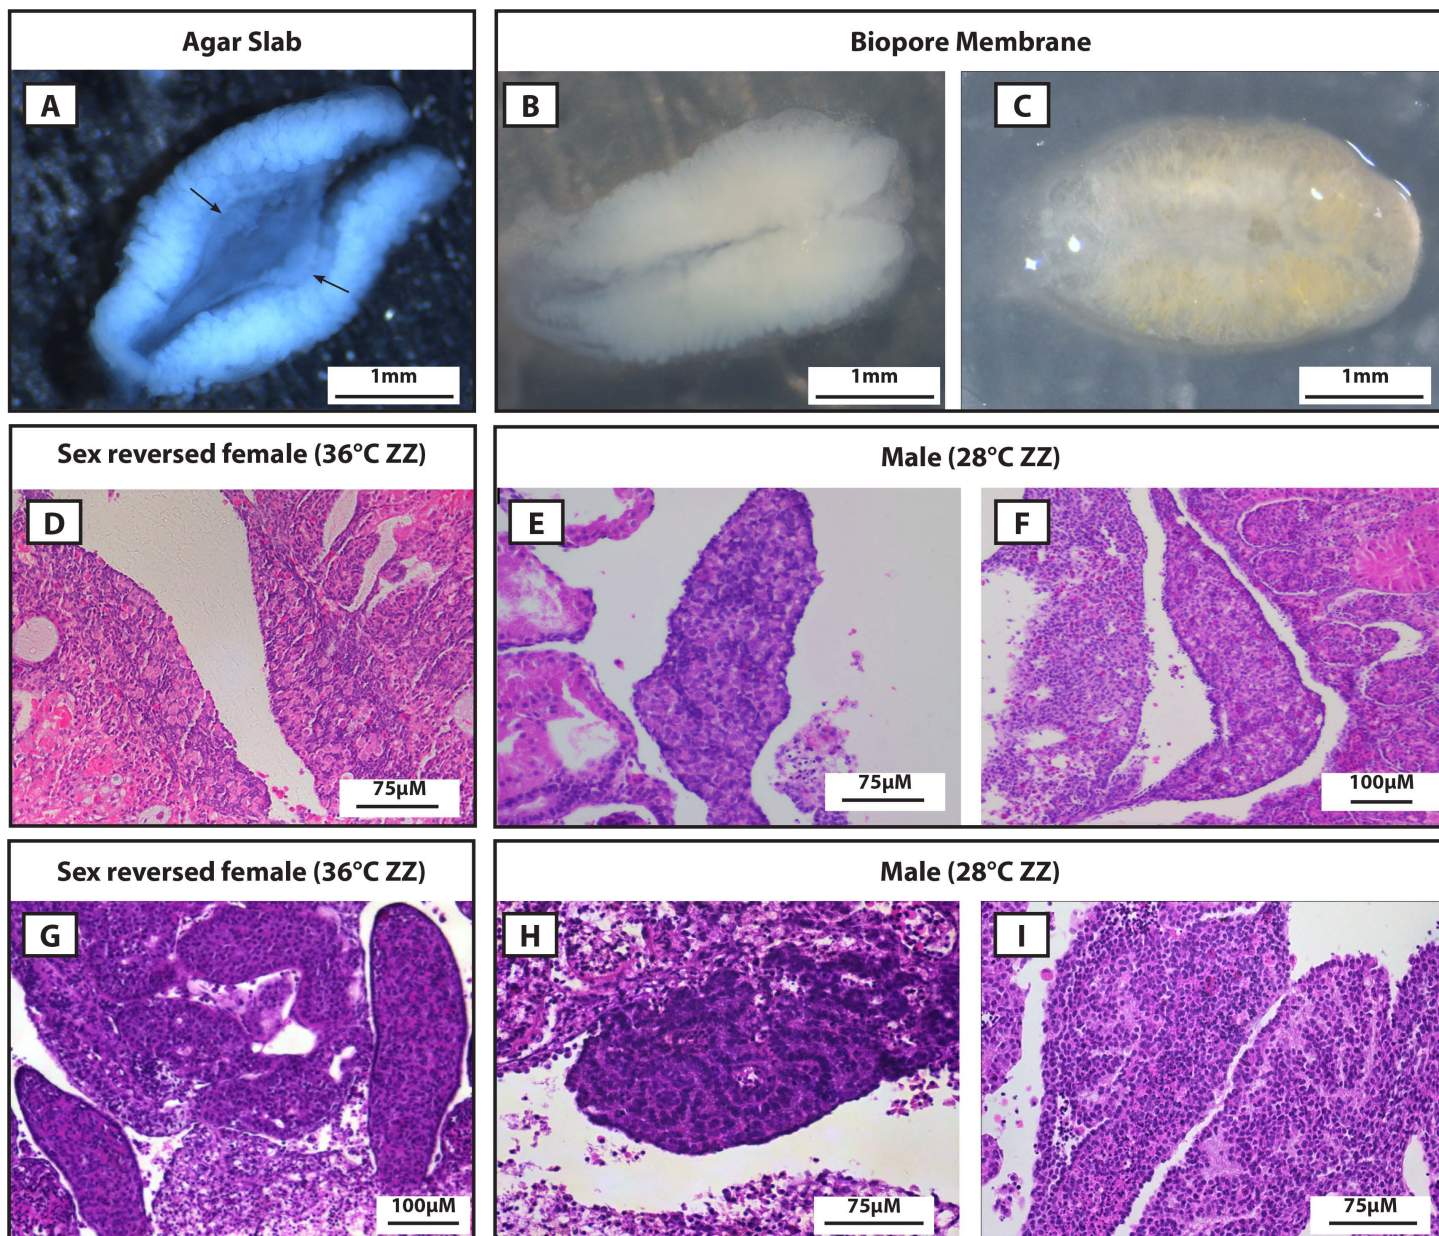 Agar Slab
Biopore Membrane
A
B
C
1mm
1mm
1mm
Sex reversed female (36°C ZZ)
Male (28°C ZZ)
D
E
F
75µM
75µM
100µM
Sex reversed female (36°C ZZ)
Male (28°C ZZ)
G
H
I
100µM
75µM
75µM